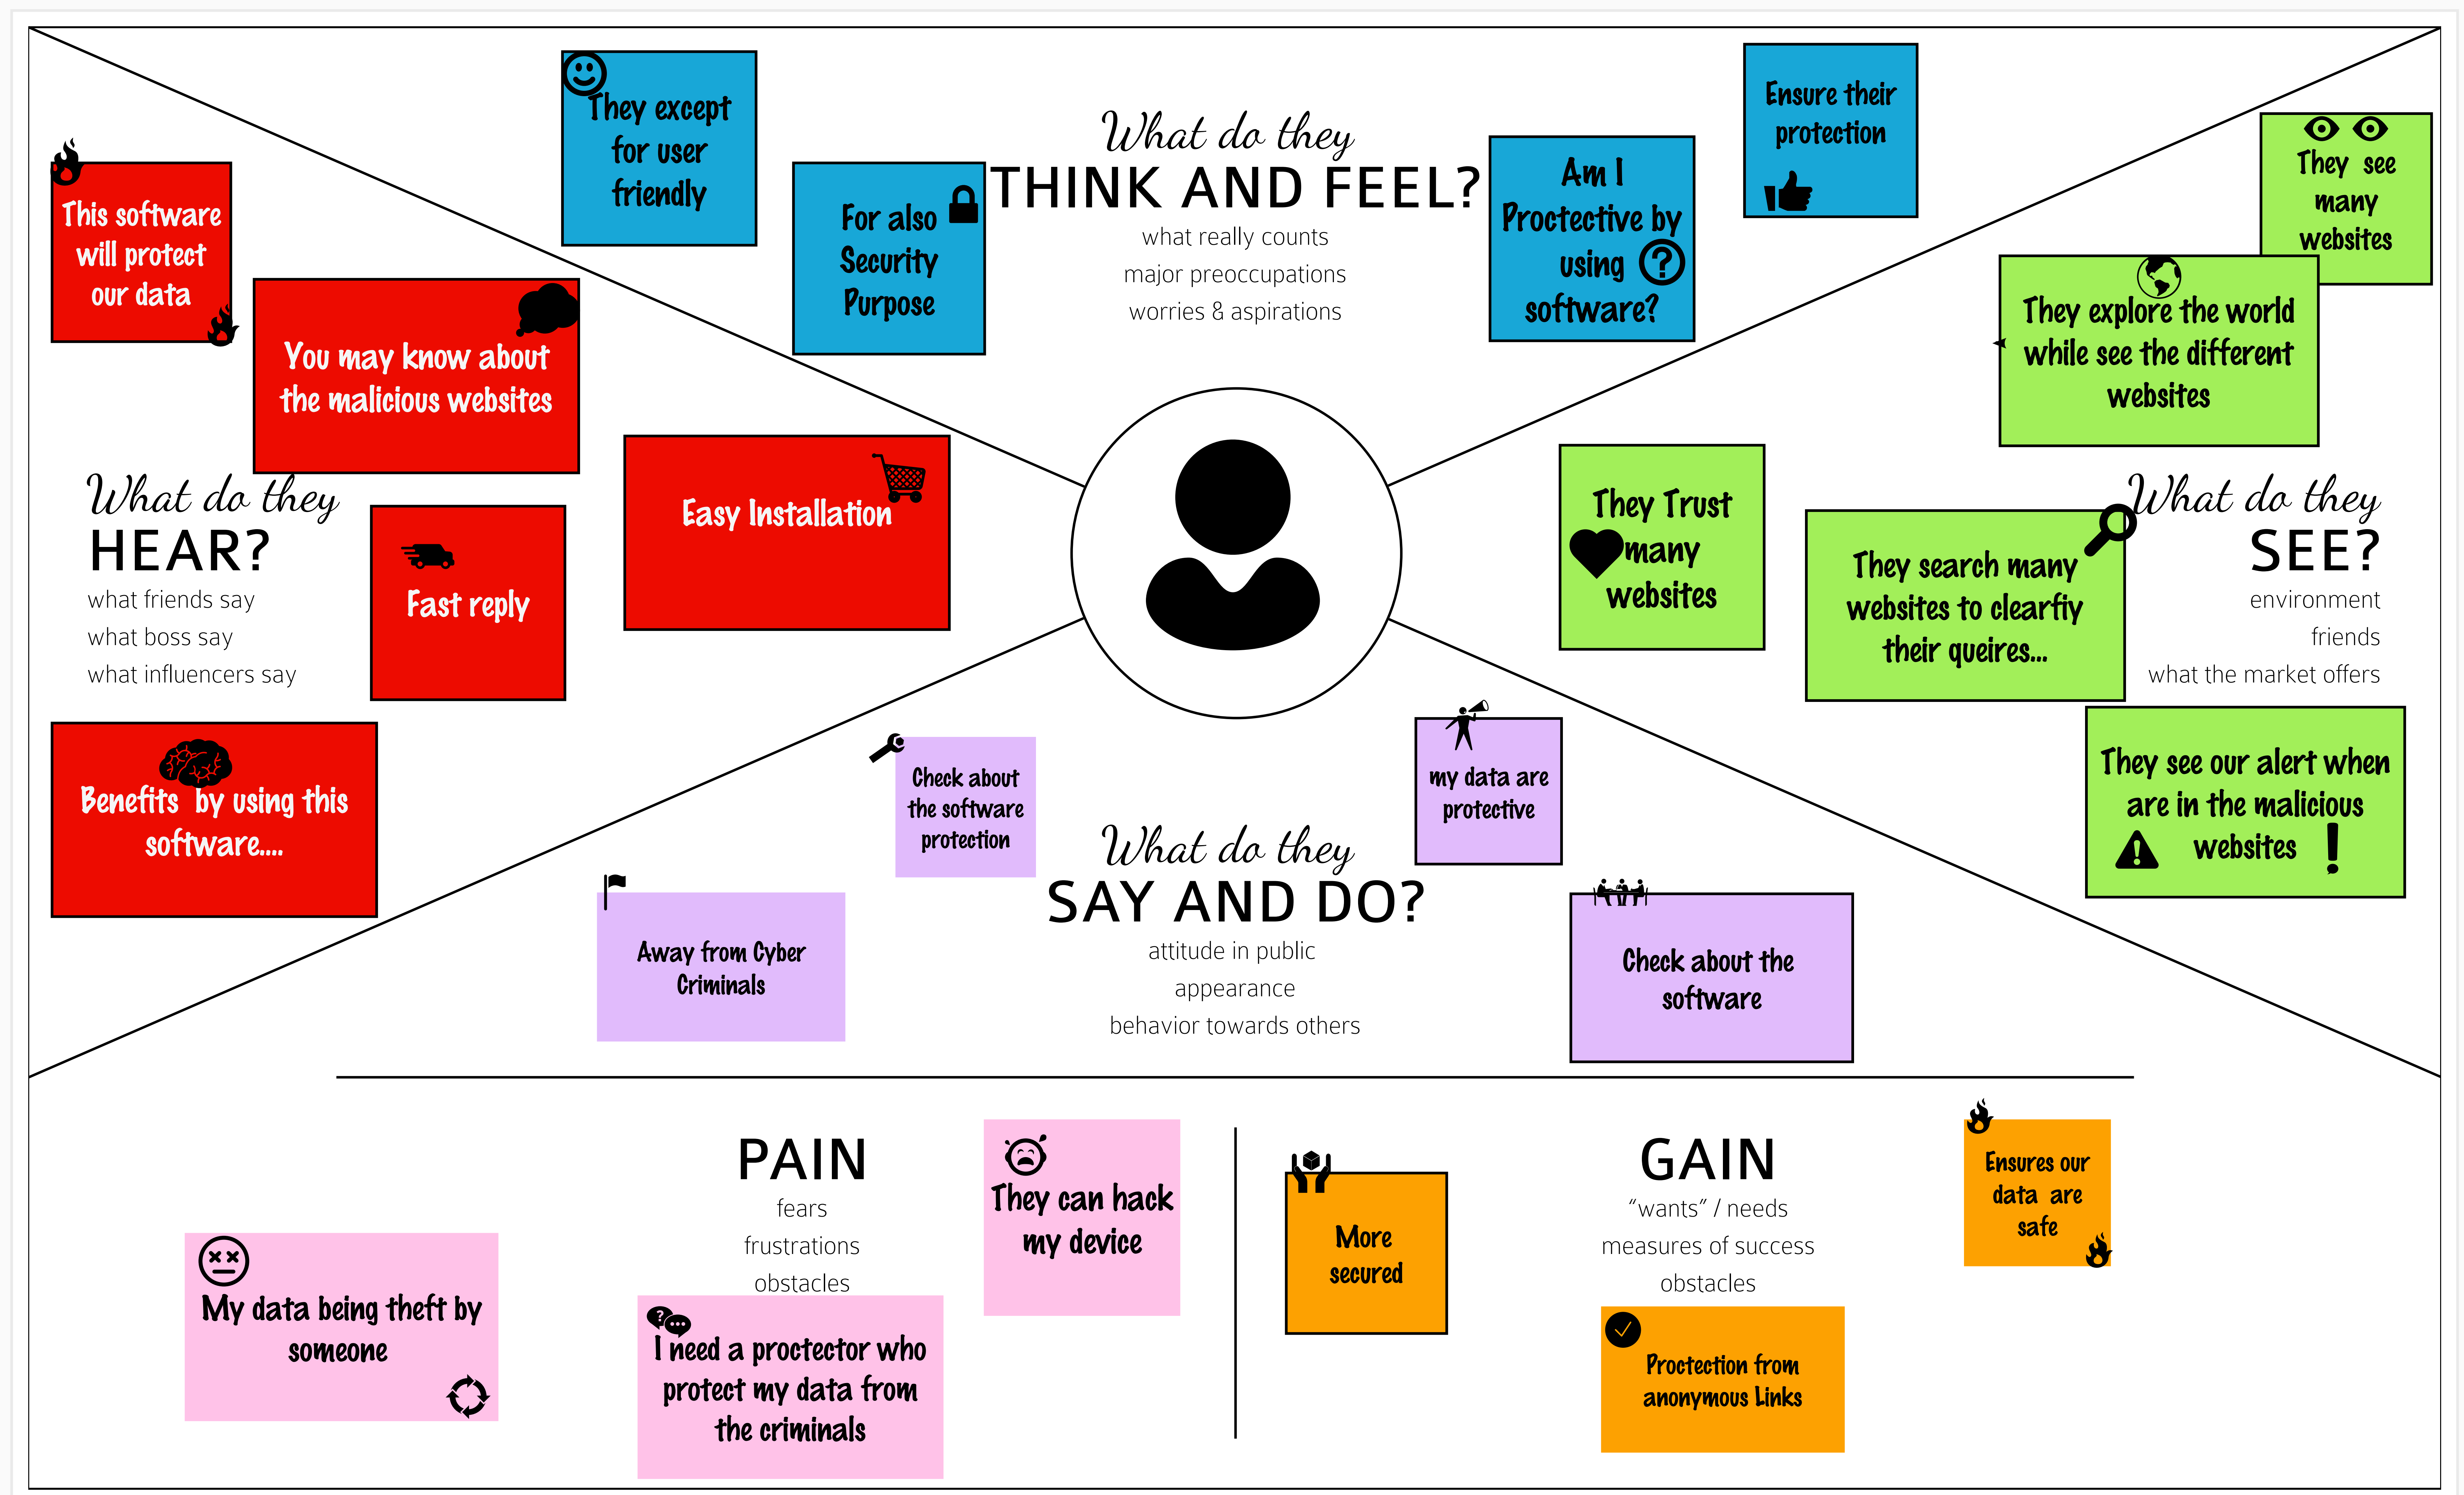 What do they
THINK AND FEEL?
what really counts
major preoccupations
worries & aspirations
They except
for user
friendly
For also
Security
Purpose
Am I
Proctective by
using
software?
Ensure their
protection
What do they
HEAR?
what friends say
what boss say
what influencers say
This software
will protect
our data
You may know about
the malicious websites
Easy Installation
Fast reply
Benefits by using this
software....
What do they
SEE?
environment
friends
what the market offers
They see
many
websites
They explore the world
while see the different
websites
They Trust
many
websites
They search many
websites to clearfiy
their queires...
They see our alert when
are in the malicious
websites
What do they
SAY AND DO?
attitude in public
appearance
behavior towards others
Check about
the software
protection
my data are
protective
Away from Cyber
Criminals
Check about the
software
PAIN
fears
frustrations
obstacles
They can hack
my device
My data being theft by
someone
I need a proctector who
protect my data from
the criminals
GAIN
“wants” / needs
measures of success
obstacles
More
secured
Ensures our
data are
safe
Proctection from
anonymous Links